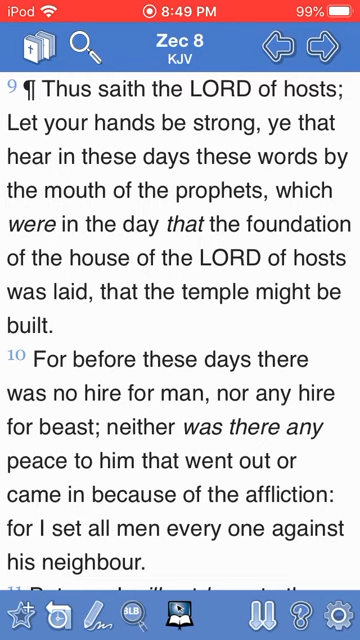 iPod 8:49 PM 99%
Zec 8
KJV
9 ¶ Thus saith the LORD of hosts;
Let your hands be strong, ye that
hear in these days these words by
the mouth of the prophets, which
were in the day that the foundation
of the house of the LORD of hosts
was laid, that the temple might be
built.
10 For before these days there
was no hire for man, nor any hire
for beast; neither was there any
peace to him that went out or
came in because of the affliction:
for I set all men every one against
his neighbour.
BLB